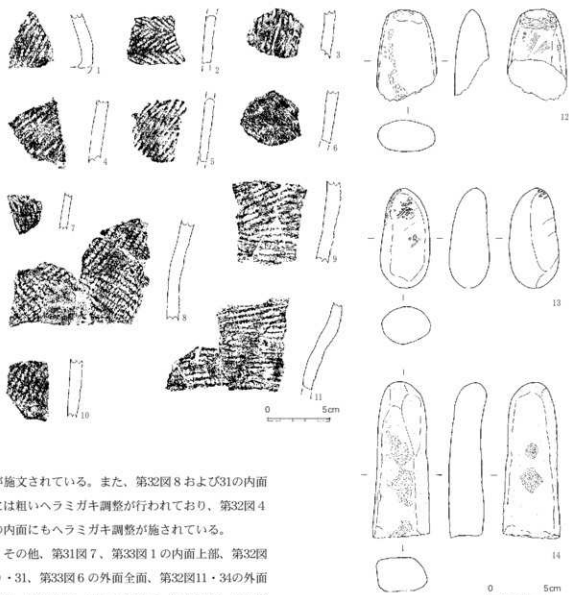 1
2
3
4
5
6
7
8
9
10
11
0 5cm
12
13
14
0 5cm
が施文されている。また、第32図8および31の内面
には粗いヘラミガキ調整が行われており、第32図4
の内面にもヘラミガキ調整が施されている。
その他、第31図7、第33図1の内面上部、第32図
・31、第33図6の外面全面、第32図11・34の外面